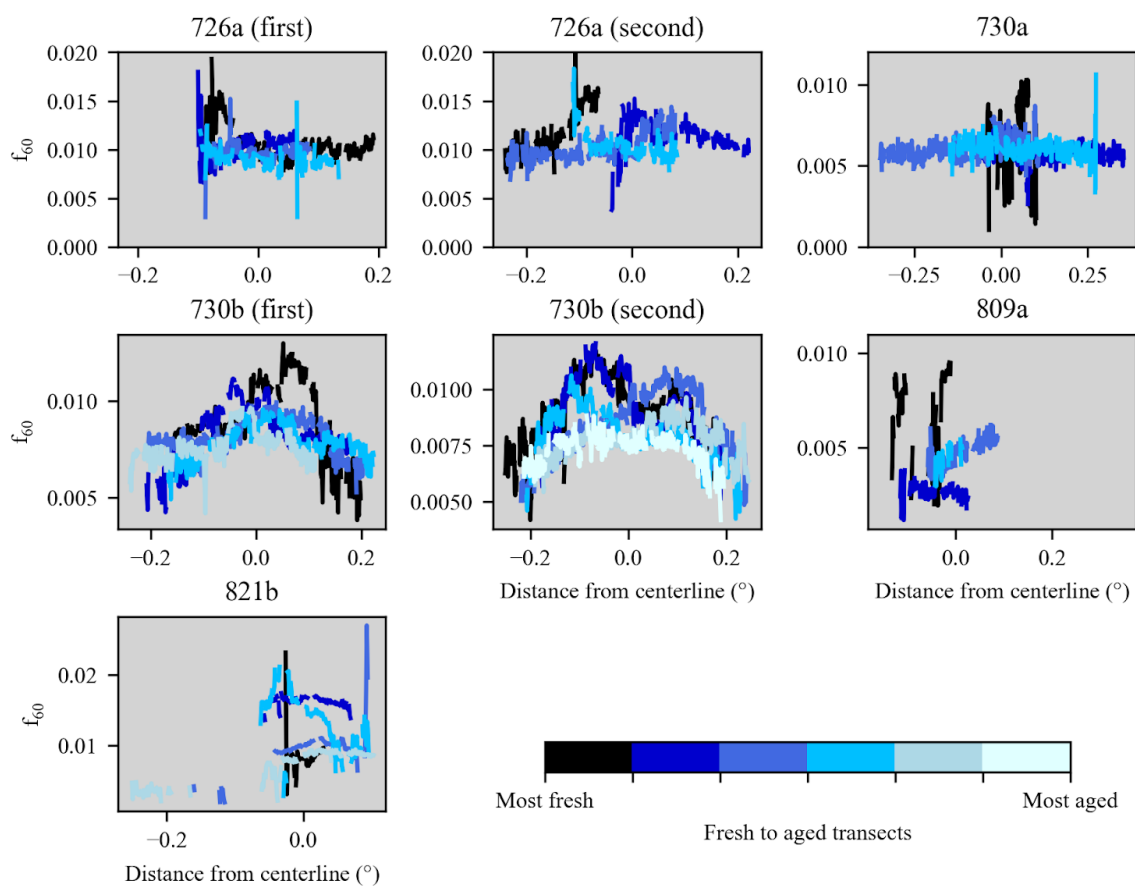 726a (first)
726a (second)
730a
f60
0.020
0.015
0.010
0.005
0.000
−0.2
0.0
0.2
0.020
0.015
0.010
0.005
0.000
−0.2
0.0
0.2
0.010
0.005
0.000
−0.25
0.00
0.25
730b (first)
730b (second)
809a
f60
0.010
0.005
−0.2
0.0
0.2
0.0100
0.0075
0.0050
−0.2
0.0
0.2
Distance from centerline (°)
0.010
0.005
0.0
0.2
Distance from centerline (°)
821b
f60
0.02
0.01
−0.2
0.0
Distance from centerline (°)
Most fresh
Most aged
Fresh to aged transects